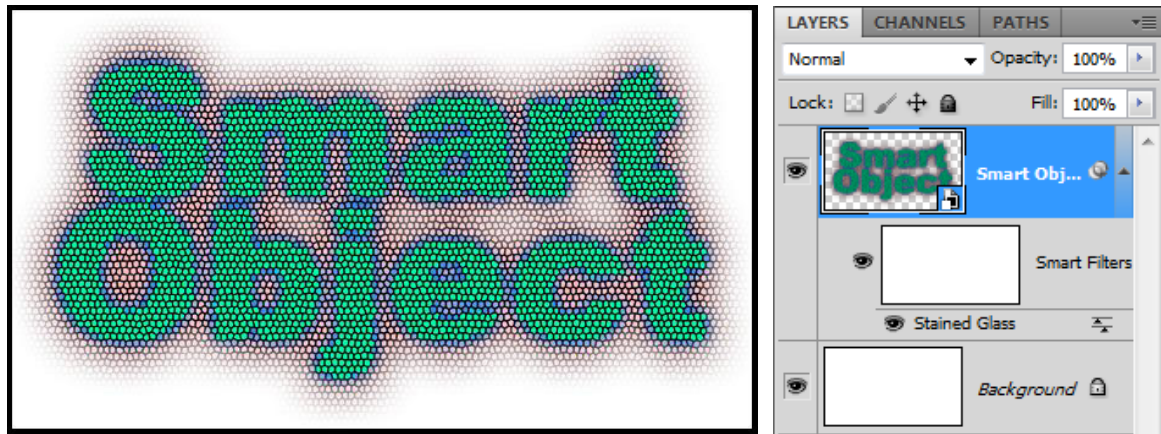 Smart
Object
LAYERS CHANNELS PATHS
Normal Opacity: 100%
Lock: Fill: 100%
Smart Object
Smart Obj...
Smart Filters
Stained Glass
Background